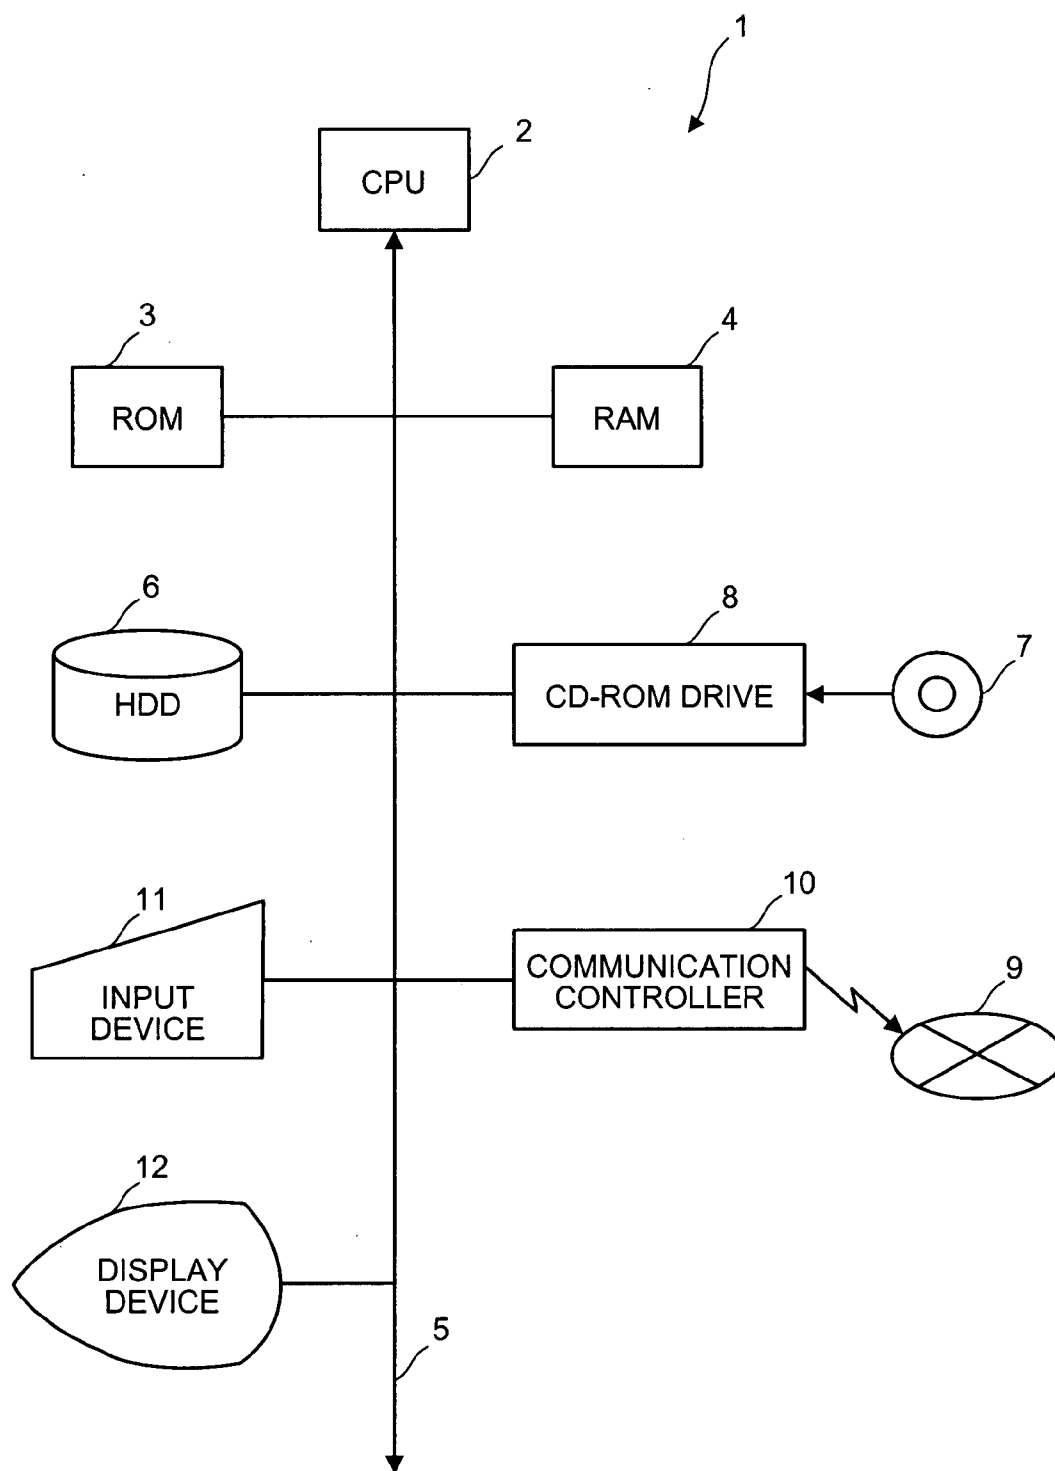 1
2
CPU
3
4
ROM
RAM
6
8
7
HDD
CD-ROM DRIVE
11
10
9
INPUT
DEVICE
COMMUNICATION
CONTROLLER
12
DISPLAY
DEVICE
5